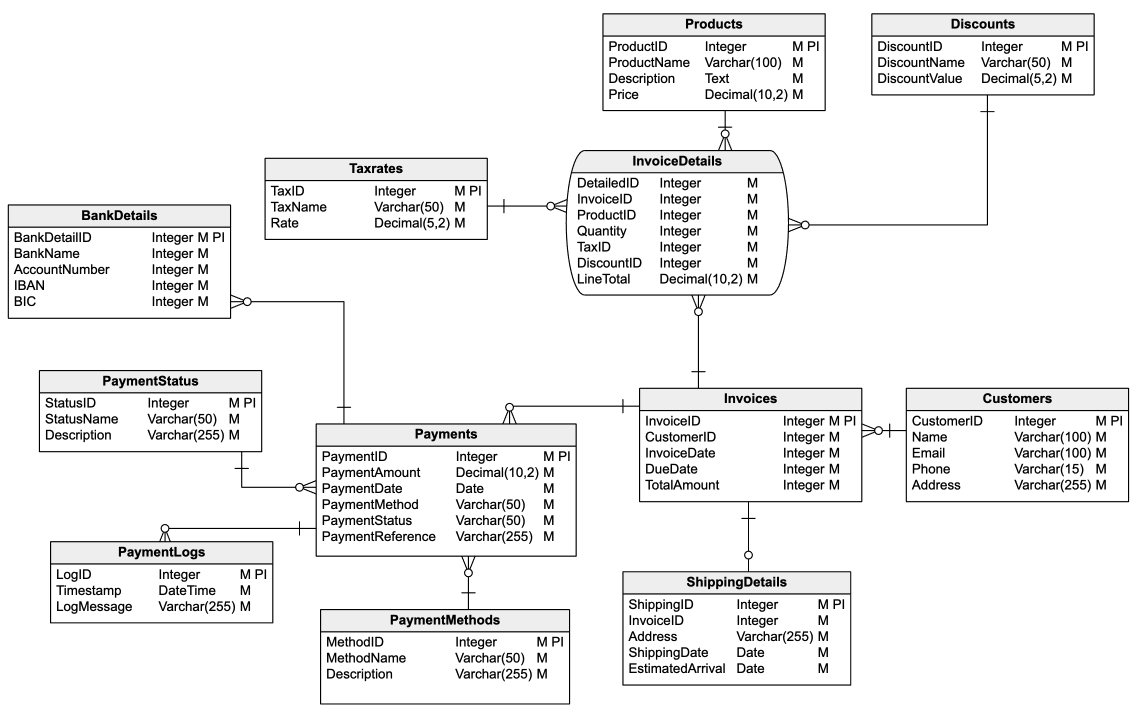 Products
ProductID Integer M PI
ProductName Varchar(100) M
Description Text M
Price Decimal(10,2) M
Discounts
DiscountID Integer M PI
DiscountName Varchar(50) M
DiscountValue Decimal(5,2) M
Taxrates
TaxID Integer M PI
TaxName Varchar(50) M
Rate Decimal(5,2) M
InvoiceDetails
DetailedID Integer M
InvoiceID Integer M
ProductID Integer M
Quantity Integer M
TaxID Integer M
DiscountID Integer M
LineTotal Decimal(10,2) M
BankDetails
BankDetailID Integer M PI
BankName Integer M
AccountNumber Integer M
IBAN Integer M
BIC Integer M
PaymentStatus
StatusID Integer M PI
StatusName Varchar(50) M
Description Varchar(255) M
Payments
PaymentID Integer M PI
PaymentAmount Decimal(10,2) M
PaymentDate Date M
PaymentMethod Varchar(50) M
PaymentStatus Varchar(50) M
PaymentReference Varchar(255) M
Invoices
InvoiceID Integer M PI
CustomerID Integer M
InvoiceDate Integer M
DueDate Integer M
TotalAmount Integer M
Customers
CustomerID Integer M PI
Name Varchar(100) M
Email Varchar(100) M
Phone Varchar(15) M
Address Varchar(255) M
PaymentLogs
LogID Integer M PI
Timestamp DateTime M
LogMessage Varchar(255) M
PaymentMethods
MethodID Integer M PI
MethodName Varchar(50) M
Description Varchar(255) M
ShippingDetails
ShippingID Integer M PI
InvoiceID Integer M
Address Varchar(255) M
ShippingDate Date M
EstimatedArrival Date M